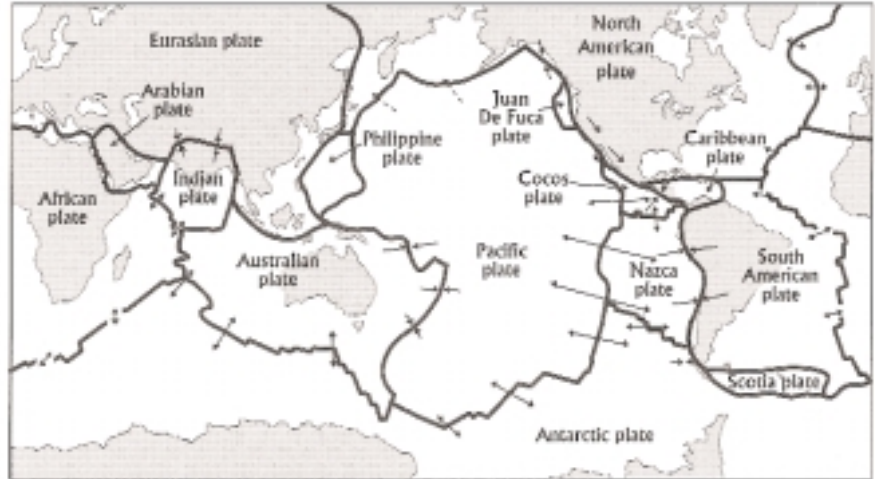 Eurasian plate
North
American
plate
Arabian
plate
Juan
De Fuca
plate
Philippine
plate
Caribbean
plate
Indian
plate
Cocos
plate
African
plate
Australian
plate
Pacific
plate
Nazca
plate
South
American
plate
Scotia plate
Antarctic plate